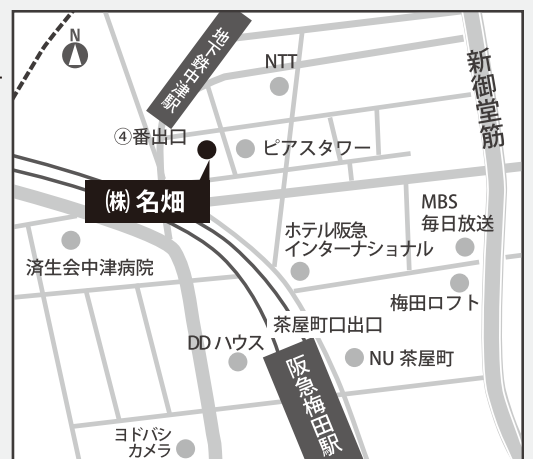 N
地下鉄中津駅
NTT
新御堂筋
④番出口
ピアスタワー
㈱ 名畑
MBS
毎日放送
ホテル阪急
インターナショナル
済生会中津病院
梅田ロフト
茶屋町口出口
DDハウス
NU 茶屋町
阪急梅田駅
ヨドバシ
カメラ